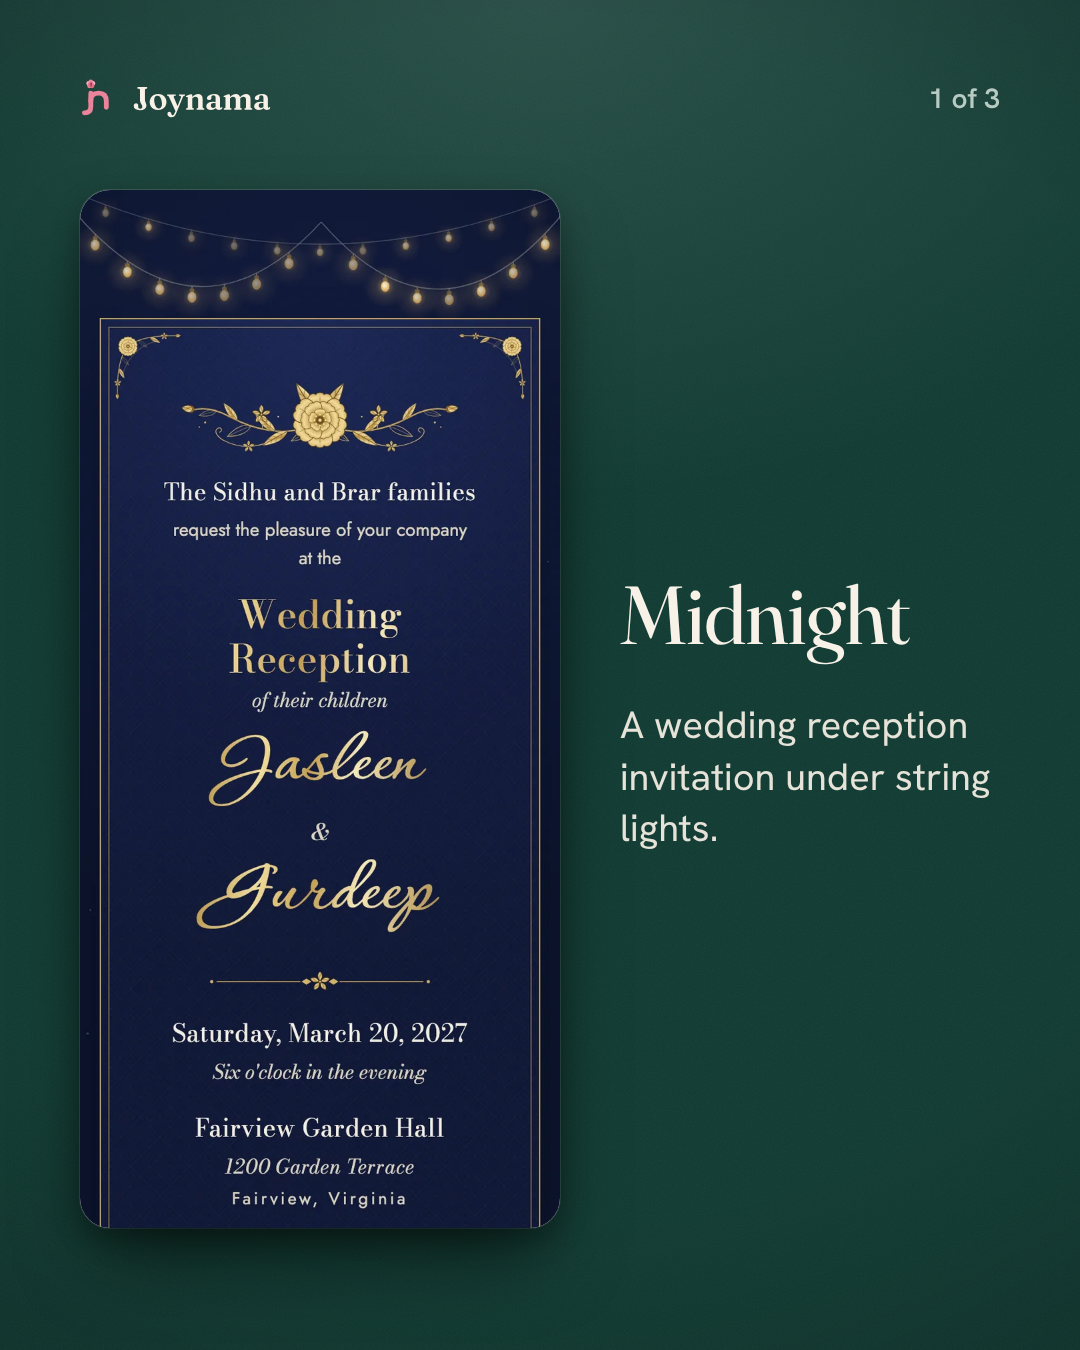 Joynama
1 of 3
The Sidhu and Brar families
request the pleasure of your company
at the
Wedding
Reception
of their children
Jasleen
&
Gurdeep
Saturday, March 20, 2027
Six o'clock in the evening
Fairview Garden Hall
1200 Garden Terrace
Fairview, Virginia
Midnight
A wedding reception
invitation under string
lights.